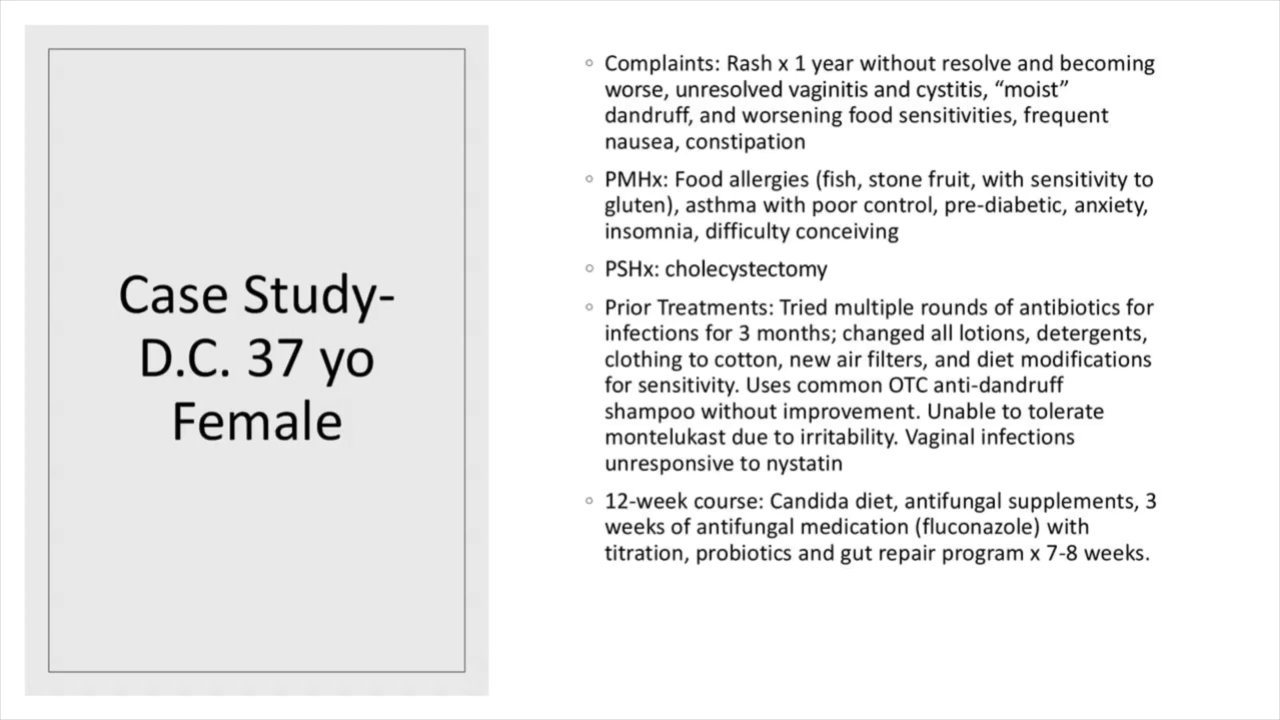 Case Study-
D.C. 37 yo
Female
◦ Complaints: Rash x 1 year without resolve and becoming
worse, unresolved vaginitis and cystitis, “moist”
dandruff, and worsening food sensitivities, frequent
nausea, constipation
◦ PMHx: Food allergies (fish, stone fruit, with sensitivity to
gluten), asthma with poor control, pre-diabetic, anxiety,
insomnia, difficulty conceiving
◦ PSHx: cholecystectomy
◦ Prior Treatments: Tried multiple rounds of antibiotics for
infections for 3 months; changed all lotions, detergents,
clothing to cotton, new air filters, and diet modifications
for sensitivity. Uses common OTC anti-dandruff
shampoo without improvement. Unable to tolerate
montelukast due to irritability. Vaginal infections
unresponsive to nystatin
◦ 12-week course: Candida diet, antifungal supplements, 3
weeks of antifungal medication (fluconazole) with
titration, probiotics and gut repair program x 7-8 weeks.